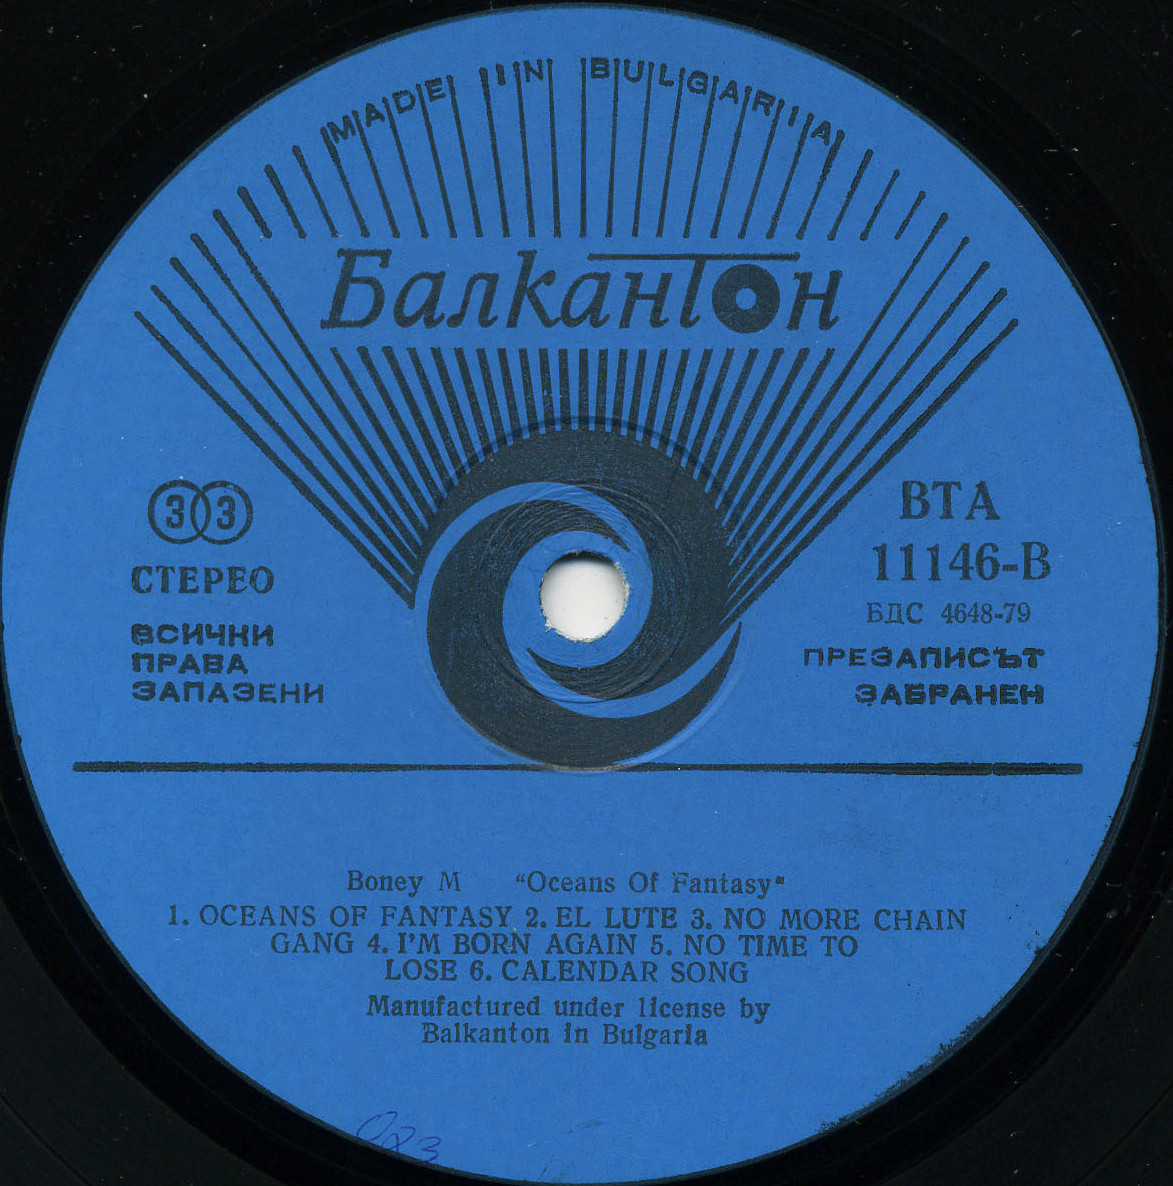 MADE IN BULGARIA
Балкантон
33
СТЕРЕО
ВСИЧКИ
ПРАВА
ЗАПАЗЕНИ
ВТА
11146-В
БДС 4648-79
ПРЕЗАПИСЪТ
ЗАБРАНЕН
Boney M "Oceans Of Fantasy"
1. OCEANS OF FANTASY 2. EL LUTE 3. NO MORE CHAIN
GANG 4. I'M BORN AGAIN 5. NO TIME TO
LOSE 6. CALENDAR SONG
Manufactured under license by
Balkanton in Bulgaria